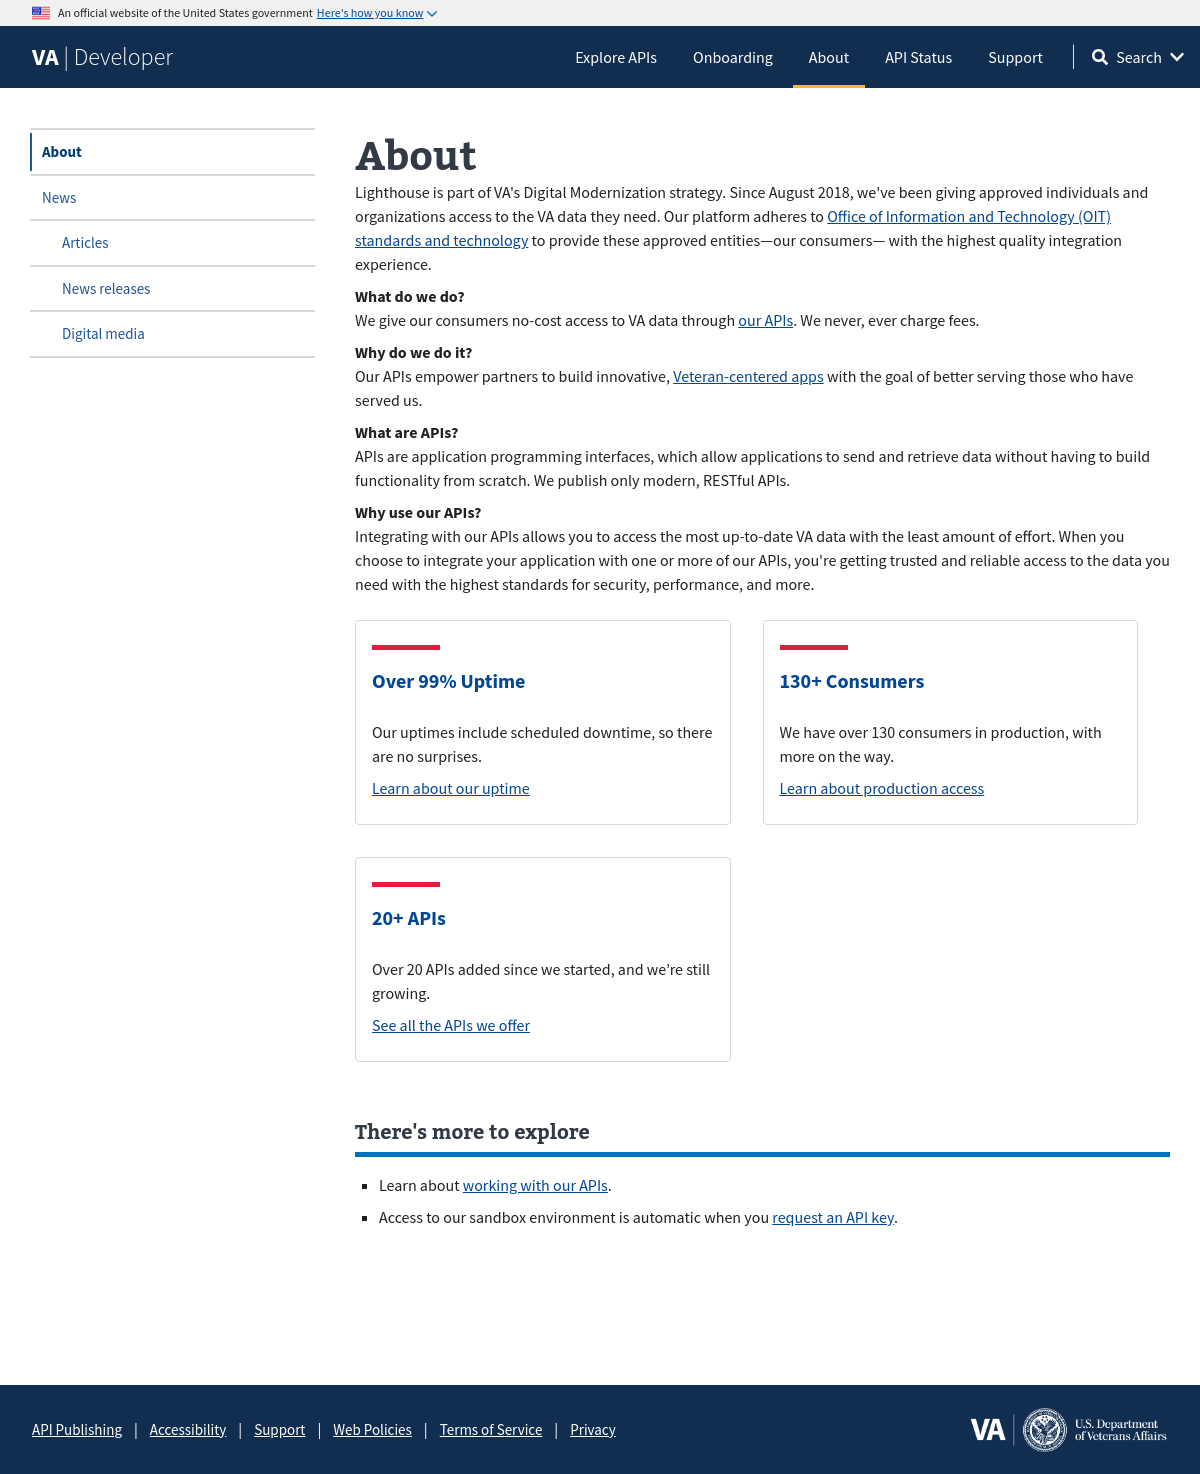 An official website of the United States government Here's how you know
VA | Developer
Explore APIs
Onboarding
About
API Status
Support
Search
About
News
Articles
News releases
Digital media
About
Lighthouse is part of VA's Digital Modernization strategy. Since August 2018, we've been giving approved individuals and
organizations access to the VA data they need. Our platform adheres to Office of Information and Technology (OIT)
standards and technology to provide these approved entities—our consumers— with the highest quality integration
experience.
What do we do?
We give our consumers no-cost access to VA data through our APIs. We never, ever charge fees.
Why do we do it?
Our APIs empower partners to build innovative, Veteran-centered apps with the goal of better serving those who have
served us.
What are APIs?
APIs are application programming interfaces, which allow applications to send and retrieve data without having to build
functionality from scratch. We publish only modern, RESTful APIs.
Why use our APIs?
Integrating with our APIs allows you to access the most up-to-date VA data with the least amount of effort. When you
choose to integrate your application with one or more of our APIs, you're getting trusted and reliable access to the data you
need with the highest standards for security, performance, and more.
Over 99% Uptime
Our uptimes include scheduled downtime, so there
are no surprises.
Learn about our uptime
130+ Consumers
We have over 130 consumers in production, with
more on the way.
Learn about production access
20+ APIs
Over 20 APIs added since we started, and we’re still
growing.
See all the APIs we offer
There's more to explore
Learn about working with our APIs.
Access to our sandbox environment is automatic when you request an API key.
API Publishing | Accessibility | Support | Web Policies | Terms of Service | Privacy
VA
U.S. Department
of Veterans Affairs